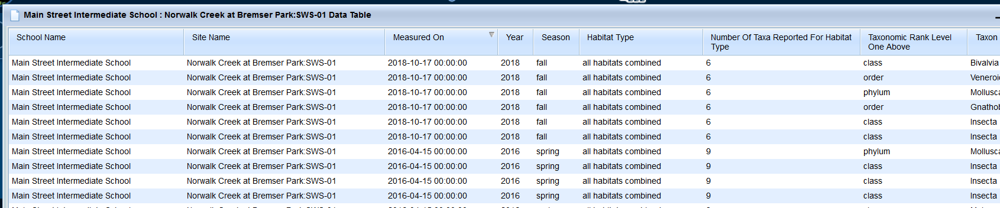 Main Street Intermediate School : Norwalk Creek at Bremser Park:SWS-01 Data Table
School Name Site Name Measured On Year Season Habitat Type Number Of Taxa Reported For Habitat Type Taxonomic Rank Level One Above Taxon
Main Street Intermediate School Norwalk Creek at Bremser Park:SWS-01 2018-10-17 00:00:00 2018 fall all habitats combined 6 class Bivalvia
Main Street Intermediate School Norwalk Creek at Bremser Park:SWS-01 2018-10-17 00:00:00 2018 fall all habitats combined 6 order Veneroi
Main Street Intermediate School Norwalk Creek at Bremser Park:SWS-01 2018-10-17 00:00:00 2018 fall all habitats combined 6 phylum Mollusca
Main Street Intermediate School Norwalk Creek at Bremser Park:SWS-01 2018-10-17 00:00:00 2018 fall all habitats combined 6 order Gnathob
Main Street Intermediate School Norwalk Creek at Bremser Park:SWS-01 2018-10-17 00:00:00 2018 fall all habitats combined 6 class Insecta
Main Street Intermediate School Norwalk Creek at Bremser Park:SWS-01 2018-10-17 00:00:00 2018 fall all habitats combined 6 class Insecta
Main Street Intermediate School Norwalk Creek at Bremser Park:SWS-01 2016-04-15 00:00:00 2016 spring all habitats combined 9 phylum Mollusca
Main Street Intermediate School Norwalk Creek at Bremser Park:SWS-01 2016-04-15 00:00:00 2016 spring all habitats combined 9 class Insecta
Main Street Intermediate School Norwalk Creek at Bremser Park:SWS-01 2016-04-15 00:00:00 2016 spring all habitats combined 9 class Insecta
Main Street Intermediate School Norwalk Creek at Bremser Park:SWS-01 2016-04-15 00:00:00 2016 spring all habitats combined 9 class Insecta